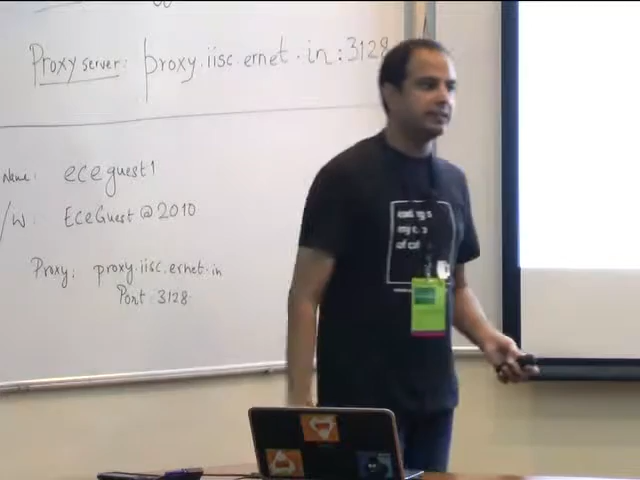 Proxy server: proxy.iisc.ernet.in:3128
Name: eceguest1
/W: EceGuest@2010
Proxy: proxy.iisc.ernet.in
Port: 3128